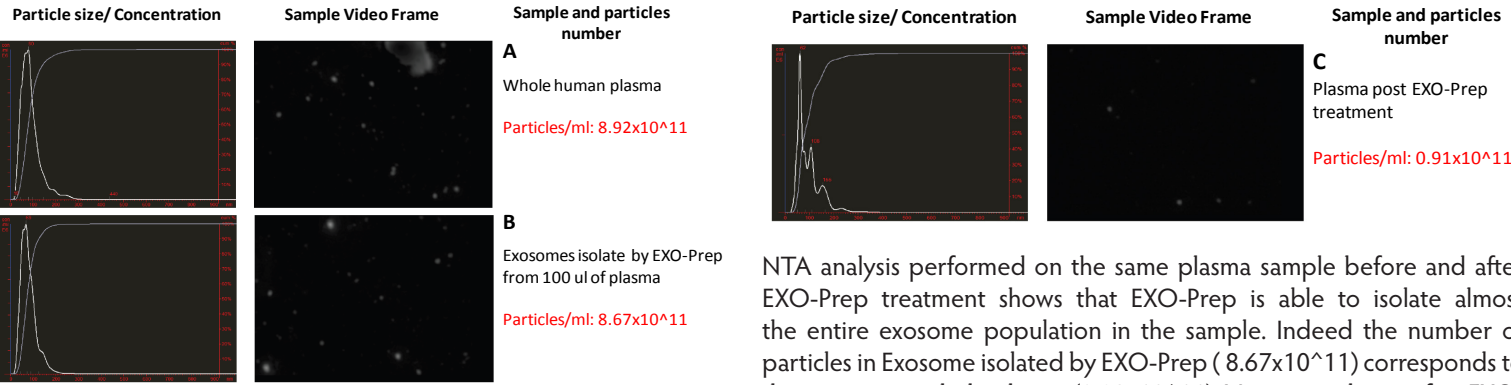 Particle size/ Concentration
Sample Video Frame
Sample and particles
number
A
Whole human plasma
Particles/ml: 8.92x10^11
B
Exosomes isolate by EXO-Prep
from 100 ul of plasma
Particles/ml: 8.67x10^11
Particle size/ Concentration
Sample Video Frame
Sample and particles
number
C
Plasma post EXO-Prep
treatment
Particles/ml: 0.91x10^11
NTA analysis performed on the same plasma sample before and afte
EXO-Prep treatment shows that EXO-Prep is able to isolate almos
the entire exosome population in the sample. Indeed the number o
particles in Exosome isolated by EXO-Prep ( 8.67x10^11) corresponds t